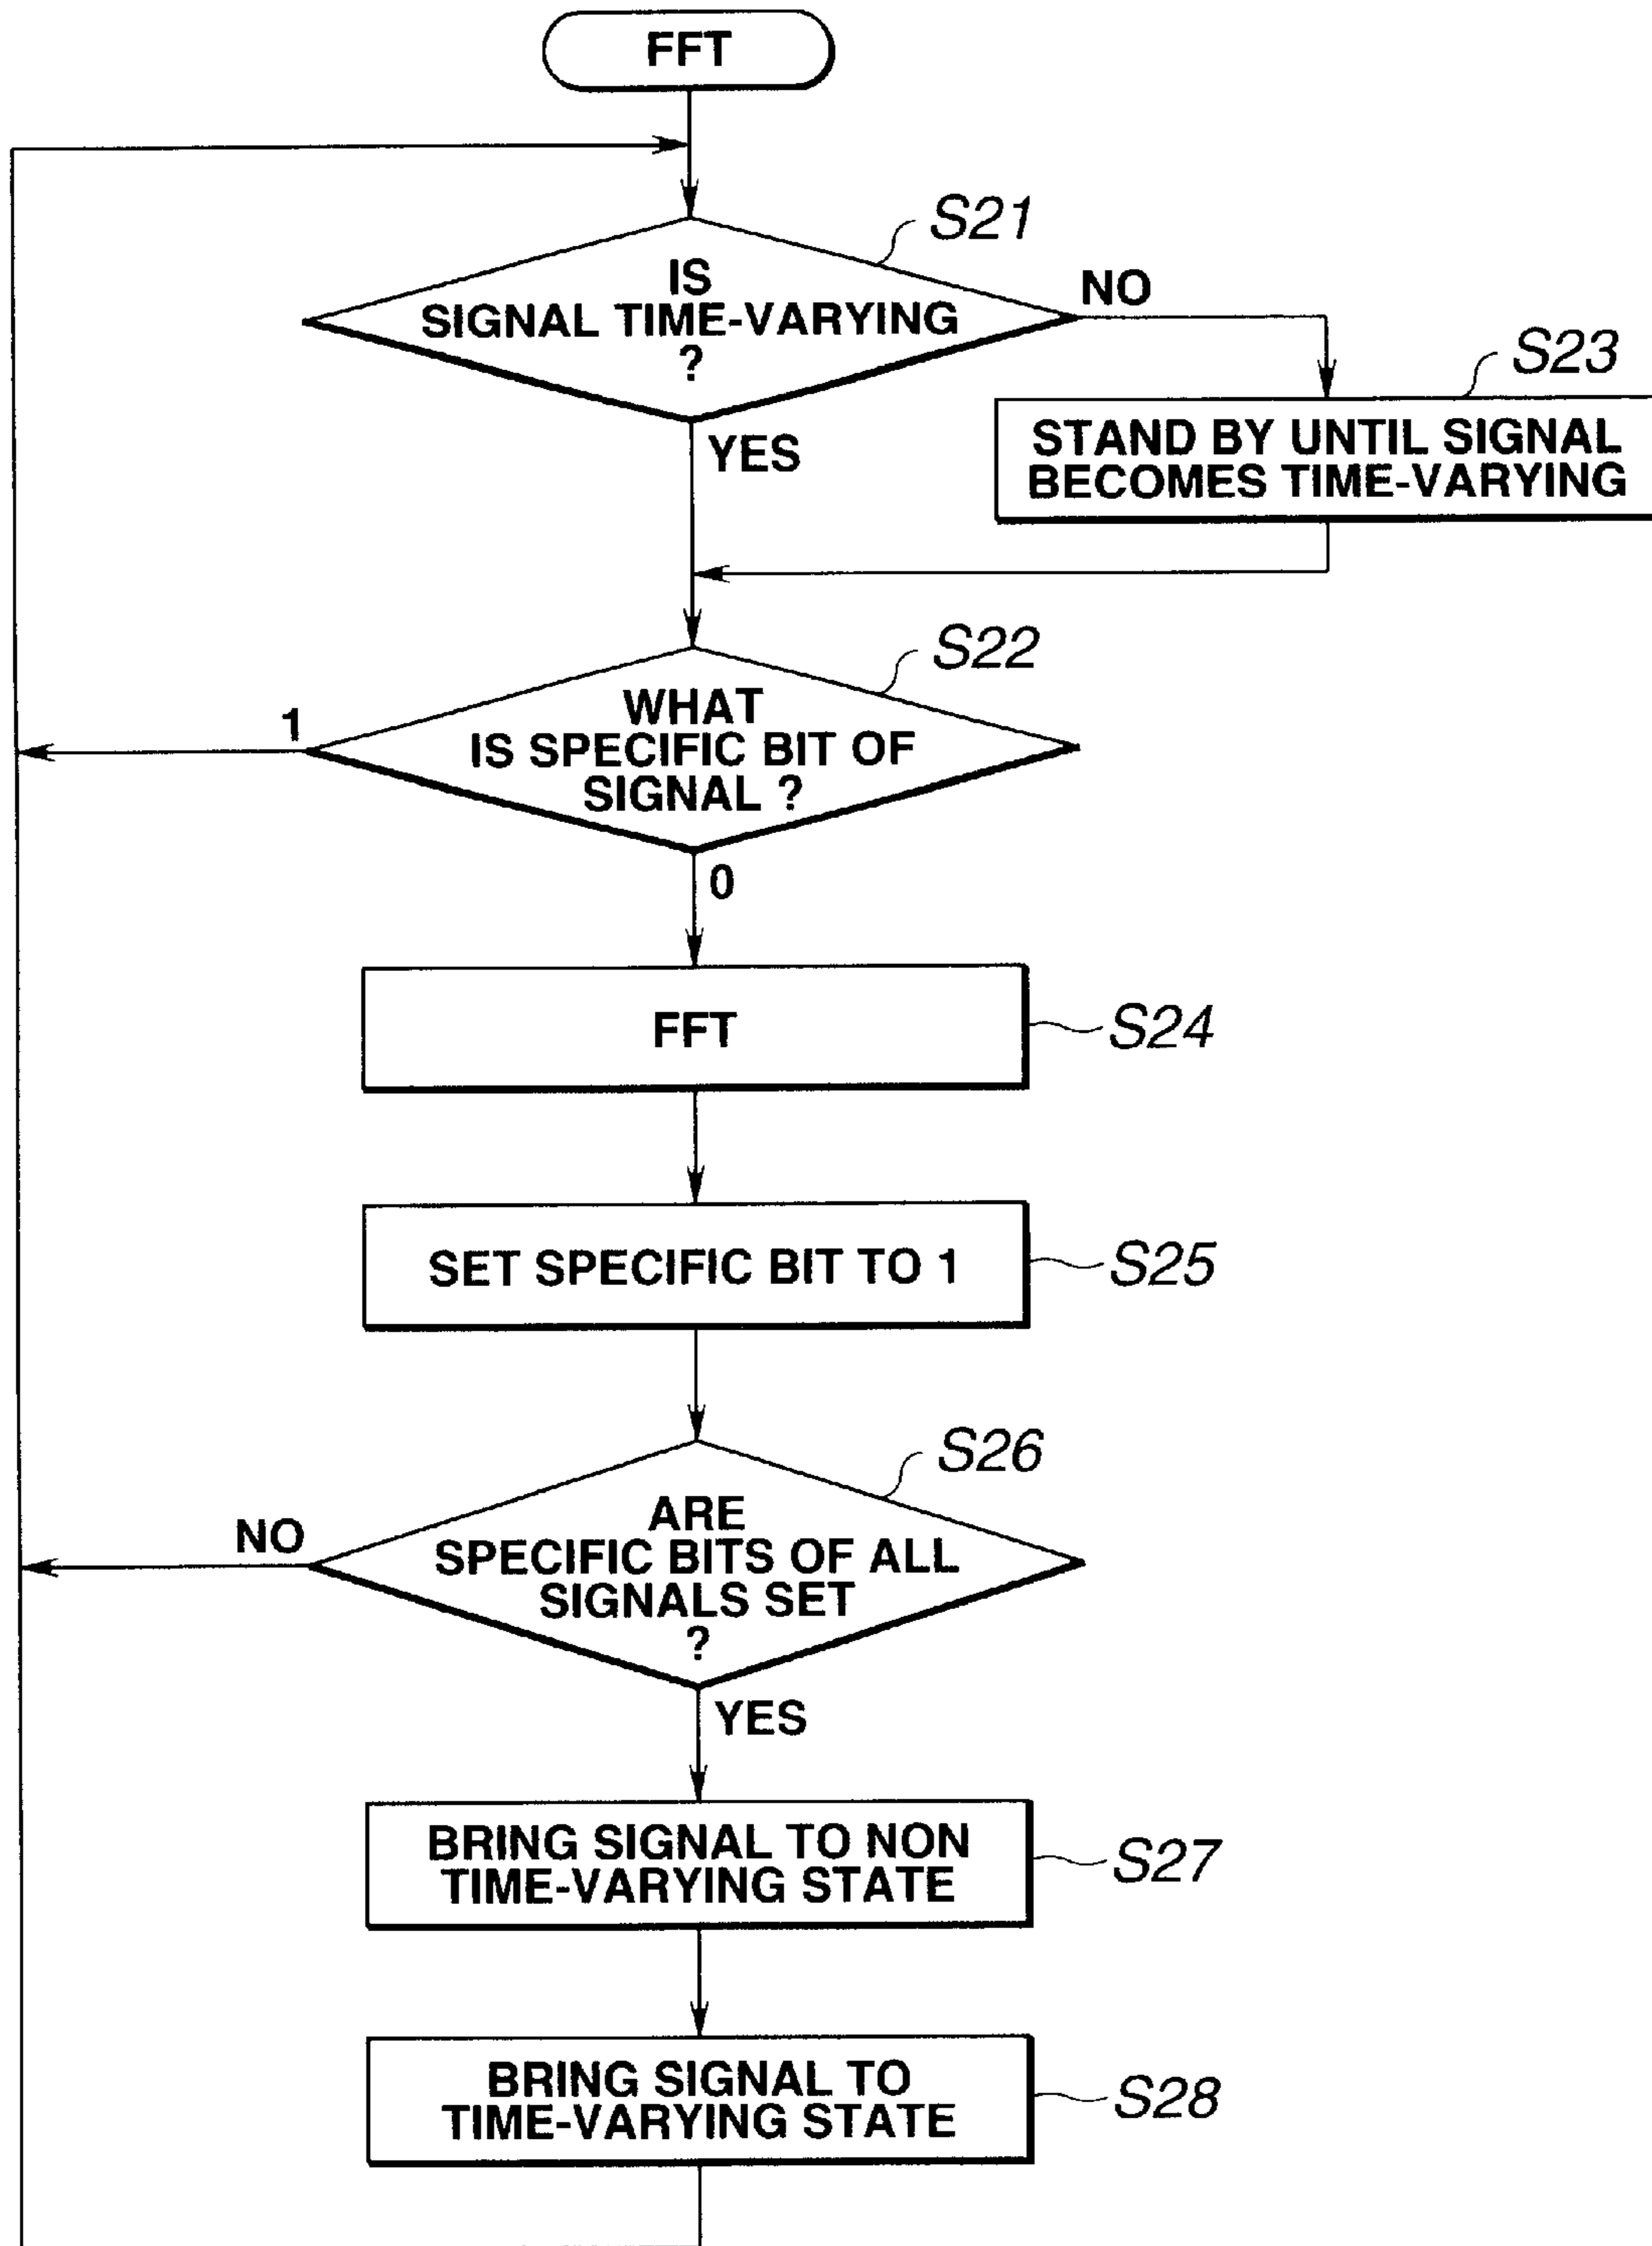 FFT
S21
IS
SIGNAL TIME-VARYING
?
NO
YES
S23
STAND BY UNTIL SIGNAL
BECOMES TIME-VARYING
S22
WHAT
IS SPECIFIC BIT OF
SIGNAL ?
1
0
FFT
S24
SET SPECIFIC BIT TO 1
S25
S26
ARE
SPECIFIC BITS OF ALL
SIGNALS SET
?
NO
YES
BRING SIGNAL TO NON
TIME-VARYING STATE
S27
BRING SIGNAL TO
TIME-VARYING STATE
S28